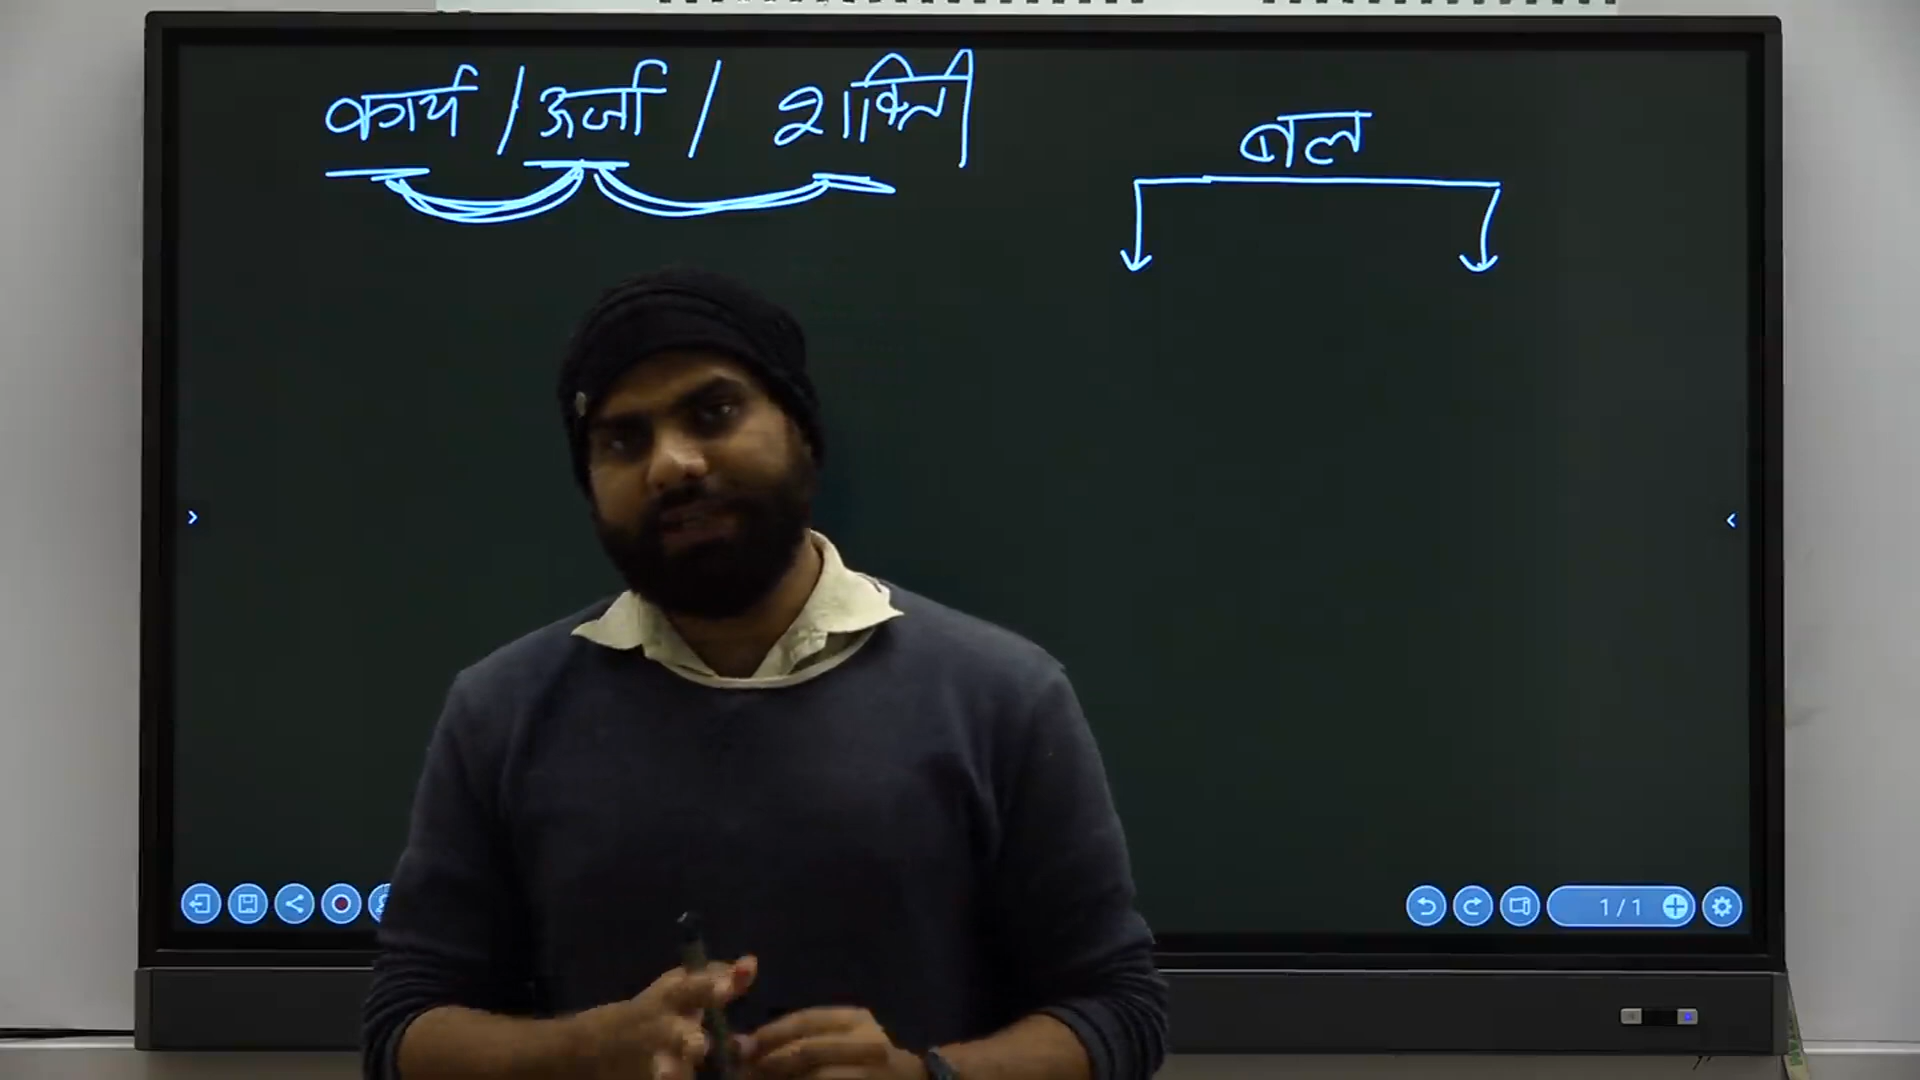 कार्य / ऊर्जा / शक्ति
बल
1/1